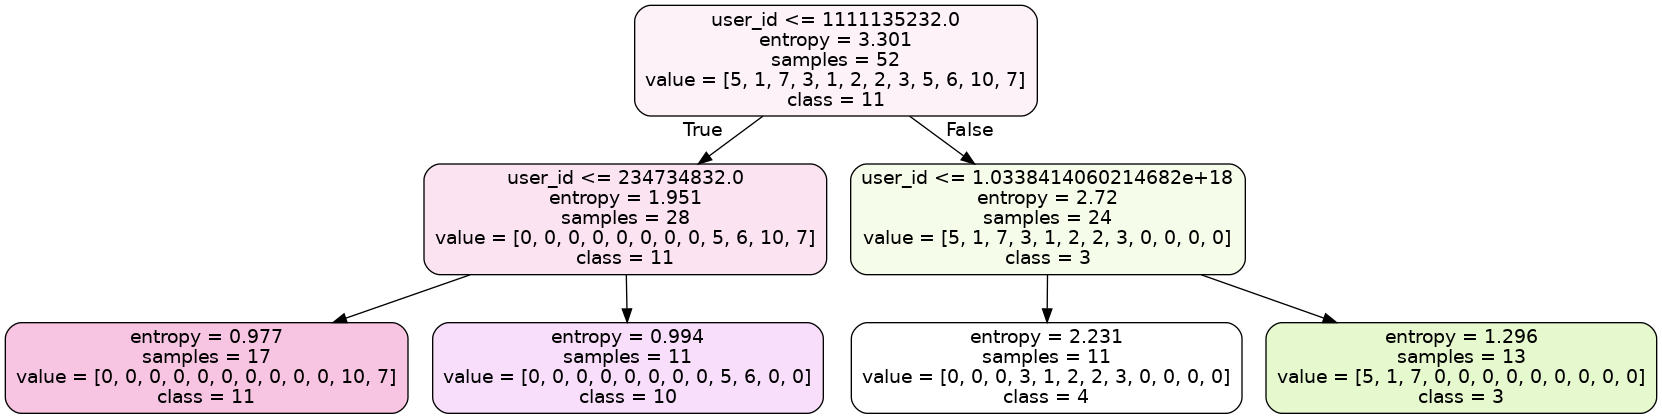 user_id <= 1111135232.0
entropy = 3.301
samples = 52
value = [5, 1, 7, 3, 1, 2, 2, 3, 5, 6, 10, 7]
class = 11
True
False
user_id <= 234734832.0
entropy = 1.951
samples = 28
value = [0, 0, 0, 0, 0, 0, 0, 0, 5, 6, 10, 7]
class = 11
user_id <= 1.0338414060214682e+18
entropy = 2.72
samples = 24
value = [5, 1, 7, 3, 1, 2, 2, 3, 0, 0, 0, 0]
class = 3
entropy = 0.977
samples = 17
value = [0, 0, 0, 0, 0, 0, 0, 0, 0, 0, 10, 7]
class = 11
entropy = 0.994
samples = 11
value = [0, 0, 0, 0, 0, 0, 0, 0, 5, 6, 0, 0]
class = 10
entropy = 2.231
samples = 11
value = [0, 0, 0, 3, 1, 2, 2, 3, 0, 0, 0, 0]
class = 4
entropy = 1.296
samples = 13
value = [5, 1, 7, 0, 0, 0, 0, 0, 0, 0, 0, 0]
class = 3